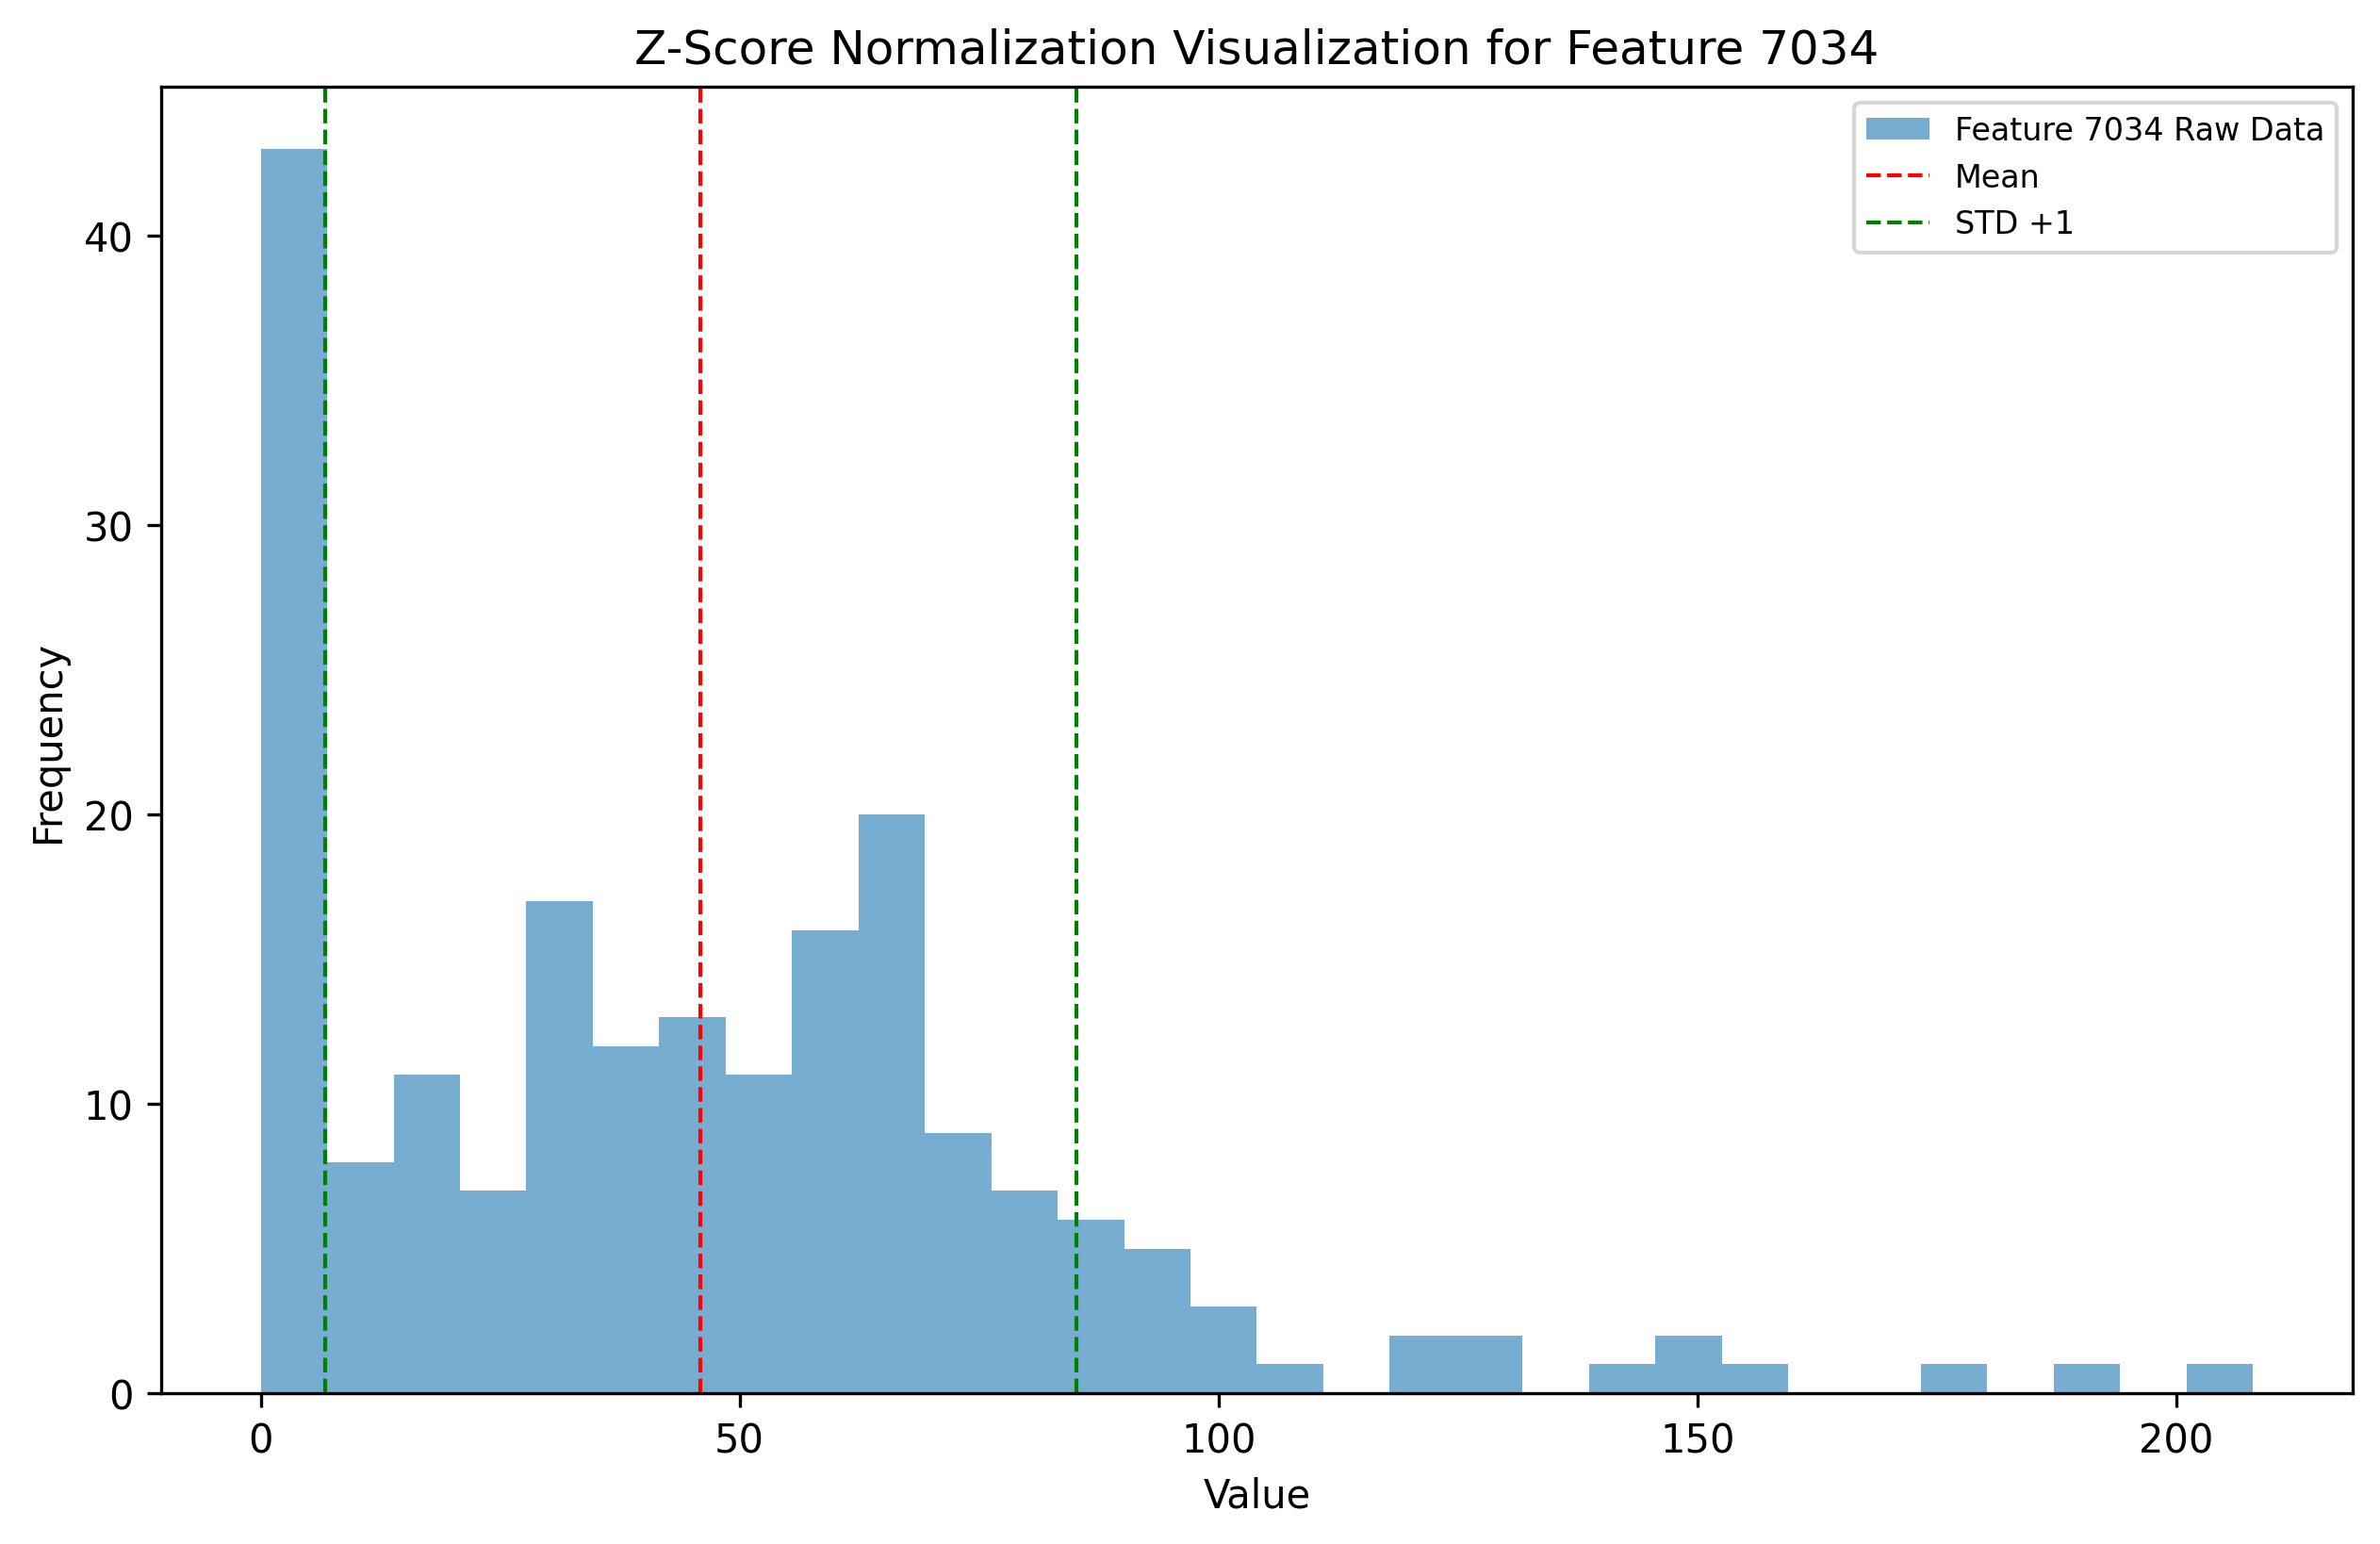 Z-Score Normalization Visualization for Feature 7034
Feature 7034 Raw Data
Mean
STD +1
40
30
20
10
0
Frequency
0 50 100 150 200
Value